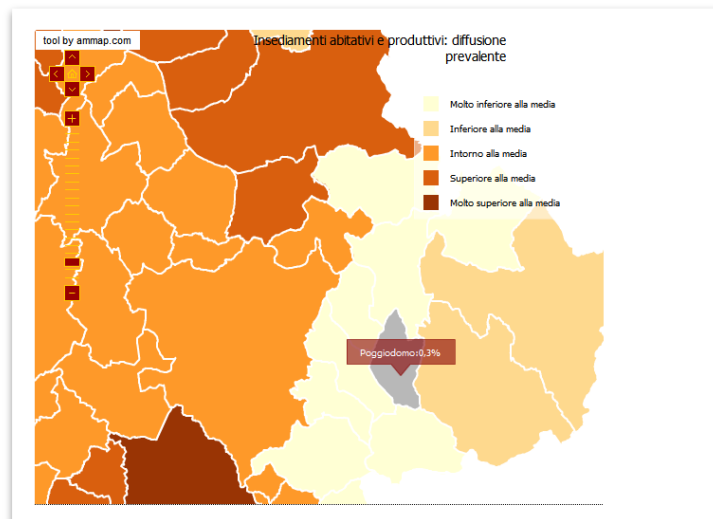 tool by ammap.com
Insediamenti abitativi e produttivi: diffusione
prevalente
Molto inferiore alla media
Inferiore alla media
Intorno alla media
Superiore alla media
Molto superiore alla media
Poggiodomo:0,3%